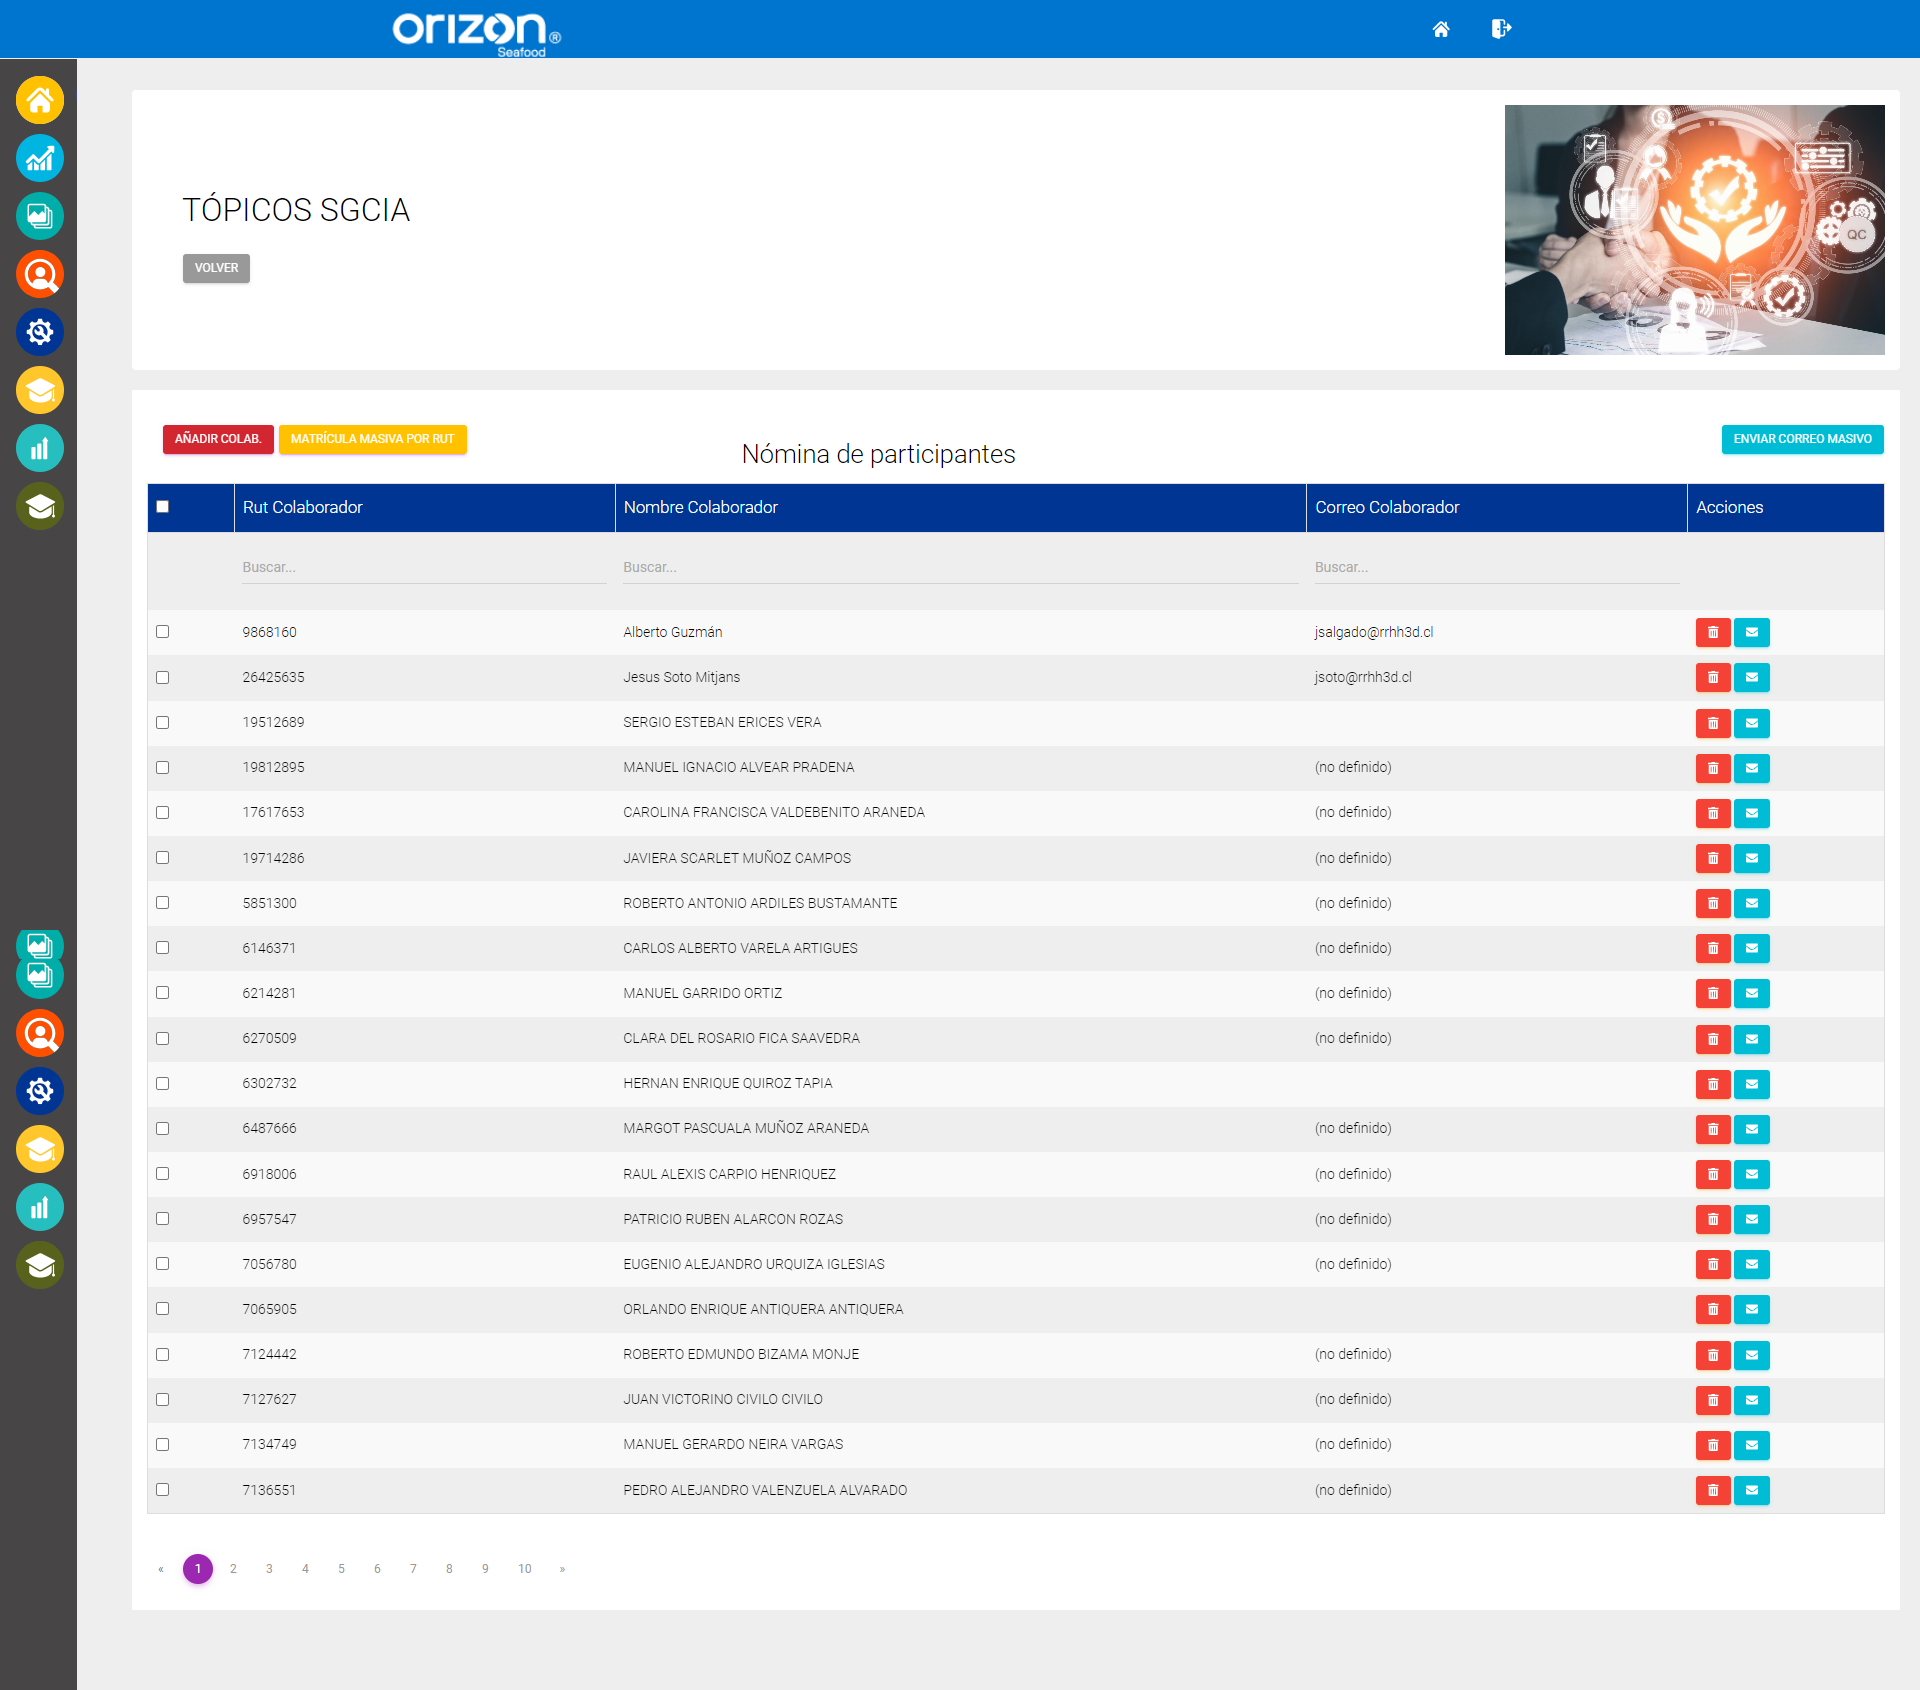 orizon®
Seafood
TÓPICOS SGCIA
VOLVER
QC
AÑADIR COLAB. MATRÍCULA MASIVA POR RUT
Nómina de participantes
ENVIAR CORREO MASIVO
Rut Colaborador Nombre Colaborador Correo Colaborador Acciones
Buscar... Buscar... Buscar...
9868160 Alberto Guzmán jsalgado@rrhh3d.cl
26425635 Jesus Soto Mitjans jsoto@rrhh3d.cl
19512689 SERGIO ESTEBAN ERICES VERA
19812895 MANUEL IGNACIO ALVEAR PRADENA (no definido)
17617653 CAROLINA FRANCISCA VALDEBENITO ARANEDA (no definido)
19714286 JAVIERA SCARLET MUÑOZ CAMPOS (no definido)
5851300 ROBERTO ANTONIO ARDILES BUSTAMANTE (no definido)
6146371 CARLOS ALBERTO VARELA ARTIGUES (no definido)
6214281 MANUEL GARRIDO ORTIZ (no definido)
6270509 CLARA DEL ROSARIO FICA SAAVEDRA (no definido)
6302732 HERNAN ENRIQUE QUIROZ TAPIA
6487666 MARGOT PASCUALA MUÑOZ ARANEDA (no definido)
6918006 RAUL ALEXIS CARPIO HENRIQUEZ (no definido)
6957547 PATRICIO RUBEN ALARCON ROZAS (no definido)
7056780 EUGENIO ALEJANDRO URQUIZA IGLESIAS (no definido)
7065905 ORLANDO ENRIQUE ANTIQUERA ANTIQUERA
7124442 ROBERTO EDMUNDO BIZAMA MONJE (no definido)
7127627 JUAN VICTORINO CIVILO CIVILO (no definido)
7134749 MANUEL GERARDO NEIRA VARGAS (no definido)
7136551 PEDRO ALEJANDRO VALENZUELA ALVARADO (no definido)
« 1 2 3 4 5 6 7 8 9 10 »